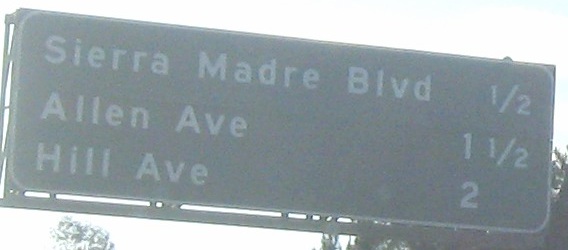 Sierra Madre Blvd 1/2
Allen Ave 1 1/2
Hill Ave 2